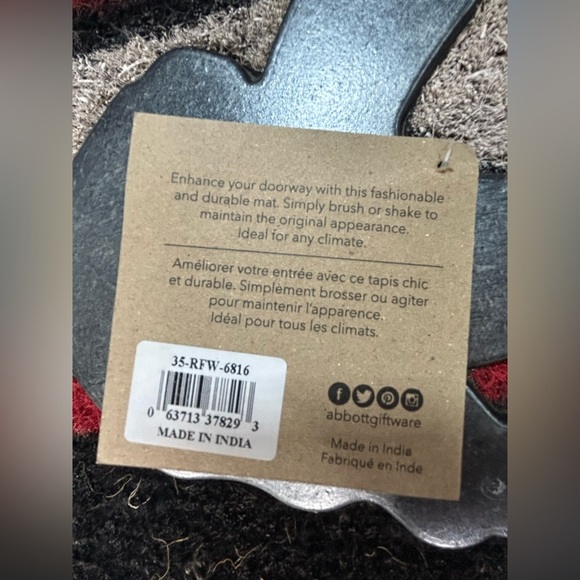 Enhance your doorway with this fashionable
and durable mat. Simply brush or shake to
maintain the original appearance.
Ideal for any climate.
Améliorer votre entrée avec ce tapis chic
et durable. Simplement brosser ou agiter
pour maintenir l'apparence.
Idéal pour tous les climats.
35-RFW-6816
0 63713 37829 3
MADE IN INDIA
abbottgiftware
Made in India
Fabriqué en Inde